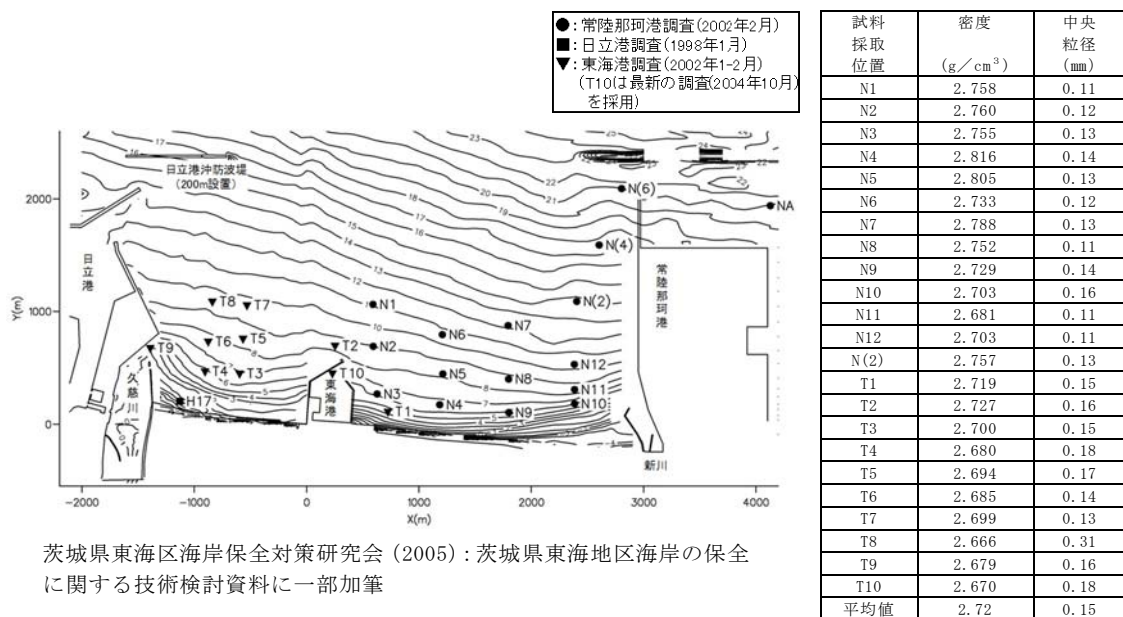 ●：常陸那珂港調査(2002年2月)
■：日立港調査(1998年1月)
▼：東海港調査(2002年1-2月)
(T10は最新の調査(2004年10月)
を採用)
日立港沖防波堤
(200m設置)
日立港
久慈川
東海港
常陸那珂港
新川
N(6)
NA
N(4)
N(2)
T8
T7
N1
N7
T6
T5
N6
T9
T2
N2
N12
T4
T3
T10
N5
N8
N11
H17
N3
N4
N10
T1
N9
Y(m)
2000
1000
0
-2000
-1000
0
1000
2000
3000
4000
X(m)
茨城県東海区海岸保全対策研究会 (2005)：茨城県東海地区海岸の保全
に関する技術検討資料に一部加筆
試料採取位置 密度 (g／cm³) 中央粒径 (㎜)
N1 2.758 0.11
N2 2.760 0.12
N3 2.755 0.13
N4 2.816 0.14
N5 2.805 0.13
N6 2.733 0.12
N7 2.788 0.13
N8 2.752 0.11
N9 2.729 0.14
N10 2.703 0.16
N11 2.681 0.11
N12 2.703 0.11
N(2) 2.757 0.13
T1 2.719 0.15
T2 2.727 0.16
T3 2.700 0.15
T4 2.680 0.18
T5 2.694 0.17
T6 2.685 0.14
T7 2.699 0.13
T8 2.666 0.31
T9 2.679 0.16
T10 2.670 0.18
平均値 2.72 0.15